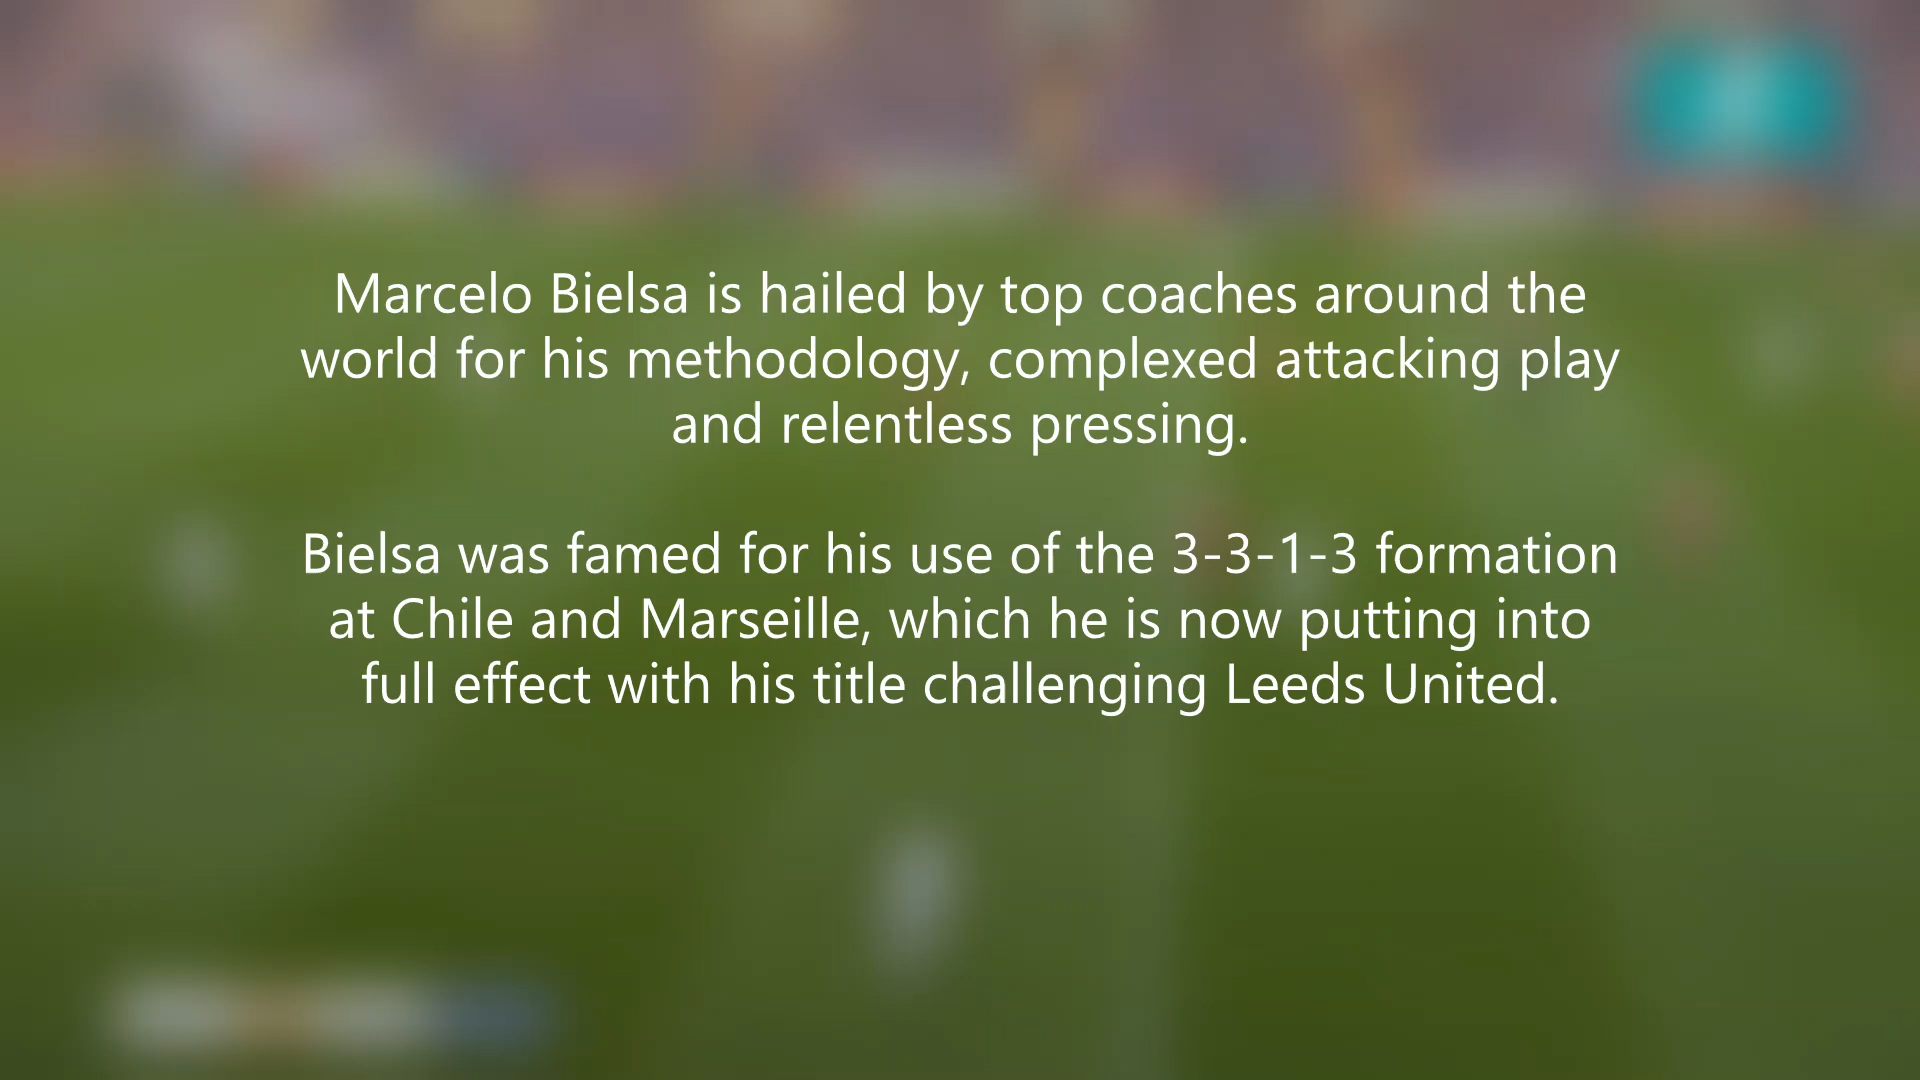 Marcelo Bielsa is hailed by top coaches around the
world for his methodology, complexed attacking play
and relentless pressing.
Bielsa was famed for his use of the 3-3-1-3 formation
at Chile and Marseille, which he is now putting into
full effect with his title challenging Leeds United.